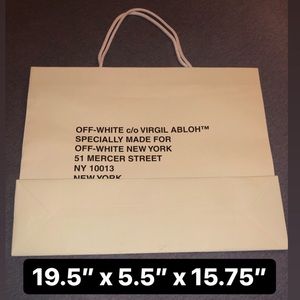 OFF-WHITE c/o VIRGIL ABLOH™
SPECIALLY MADE FOR
OFF-WHITE NEW YORK
51 MERCER STREET
NY 10013
NEW YORK
19.5" x 5.5" x 15.75"